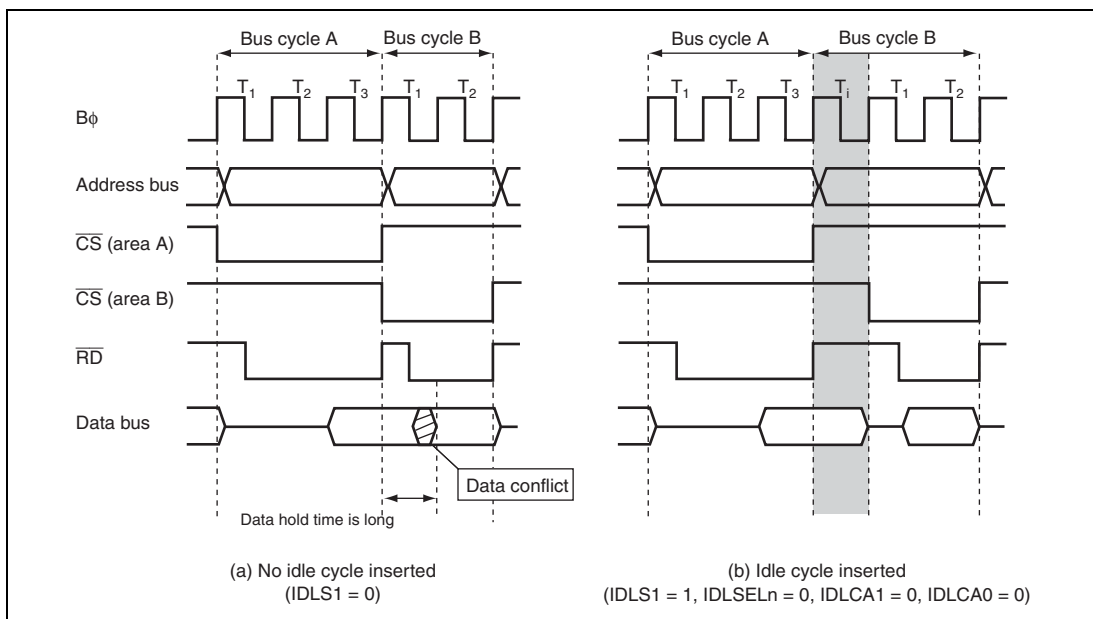 Bus cycle A
Bus cycle B
T1 T2 T3 T1 T2
Bφ
Address bus
CS (area A)
CS (area B)
RD
Data bus
Data conflict
Data hold time is long
(a) No idle cycle inserted
(IDLS1 = 0)
Bus cycle A
Bus cycle B
T1 T2 T3 Ti T1 T2
(b) Idle cycle inserted
(IDLS1 = 1, IDLSELn = 0, IDLCA1 = 0, IDLCA0 = 0)